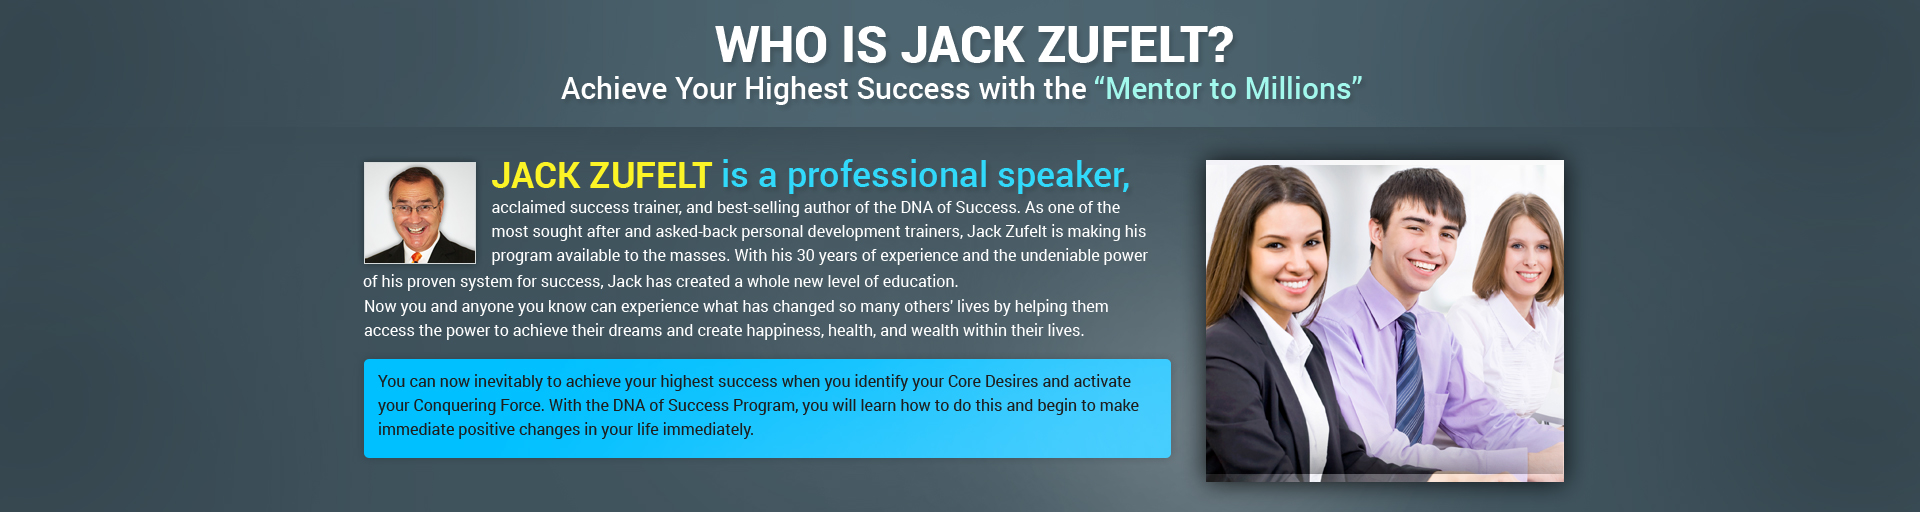 WHO IS JACK ZUFELT?
Achieve Your Highest Success with the “Mentor to Millions”
JACK ZUFELT is a professional speaker,
acclaimed success trainer, and best-selling author of the DNA of Success. As one of the
most sought after and asked-back personal development trainers, Jack Zufelt is making his
program available to the masses. With his 30 years of experience and the undeniable power
of his proven system for success, Jack has created a whole new level of education.
Now you and anyone you know can experience what has changed so many others' lives by helping them
access the power to achieve their dreams and create happiness, health, and wealth within their lives.
You can now inevitably to achieve your highest success when you identify your Core Desires and activate
your Conquering Force. With the DNA of Success Program, you will learn how to do this and begin to make
immediate positive changes in your life immediately.